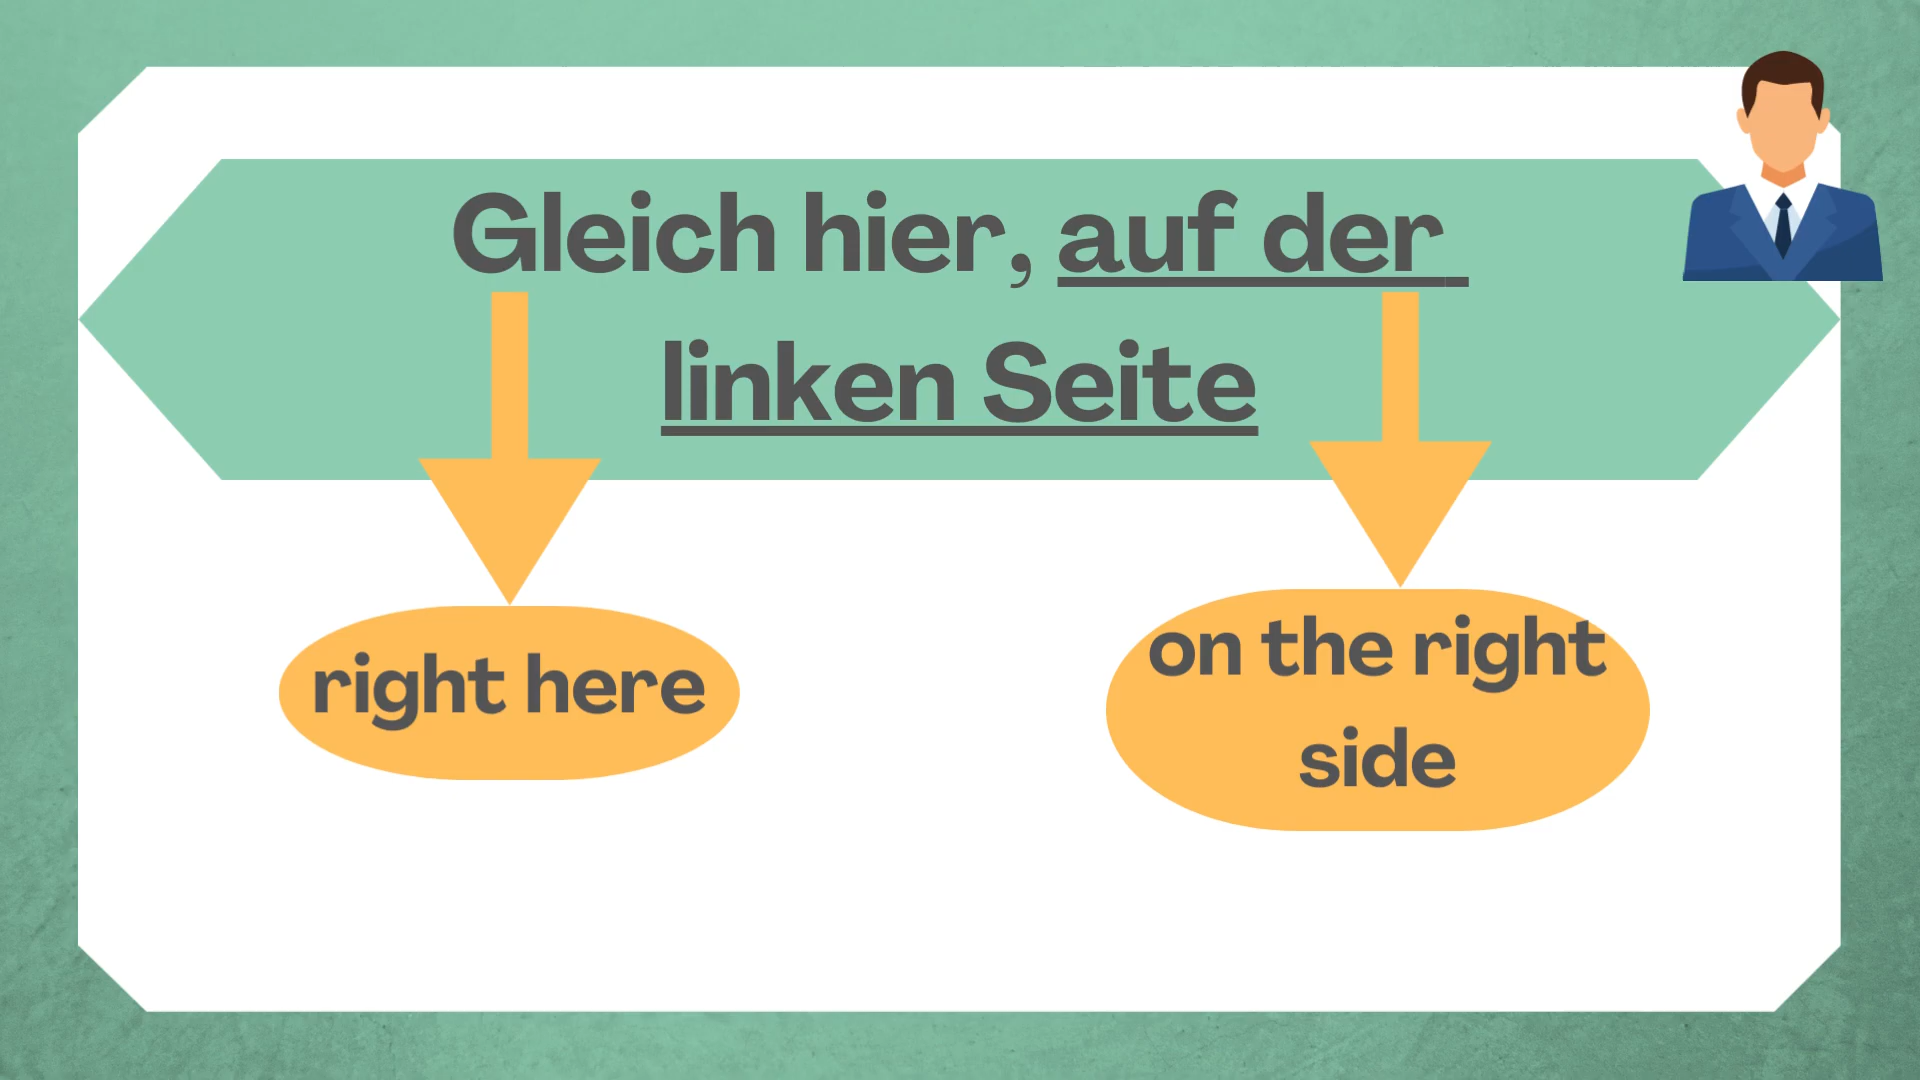 Gleich hier, auf der
linken Seite
right here
on the right
side